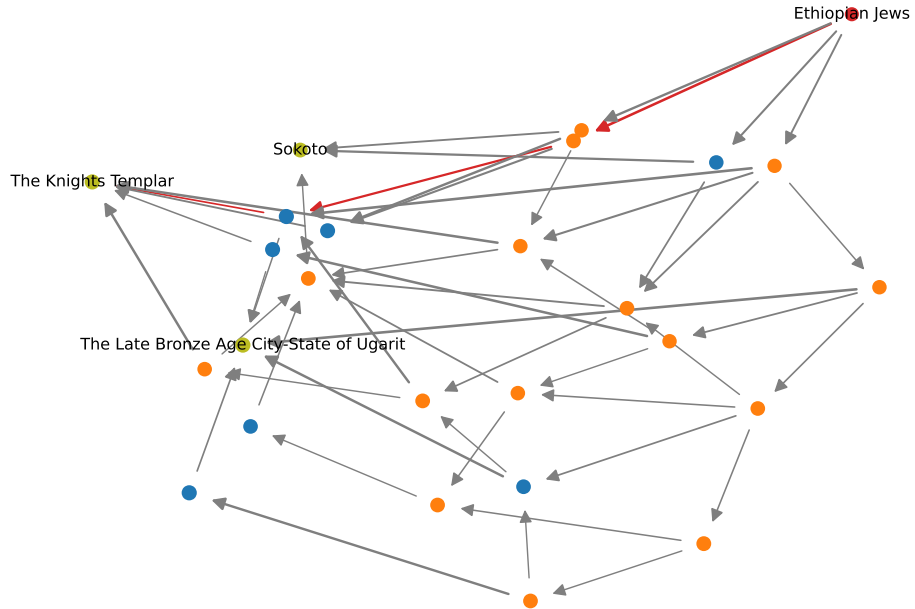 Ethiopian Jews
Sokoto
The Knights Templar
The Late Bronze Age City-State of Ugarit